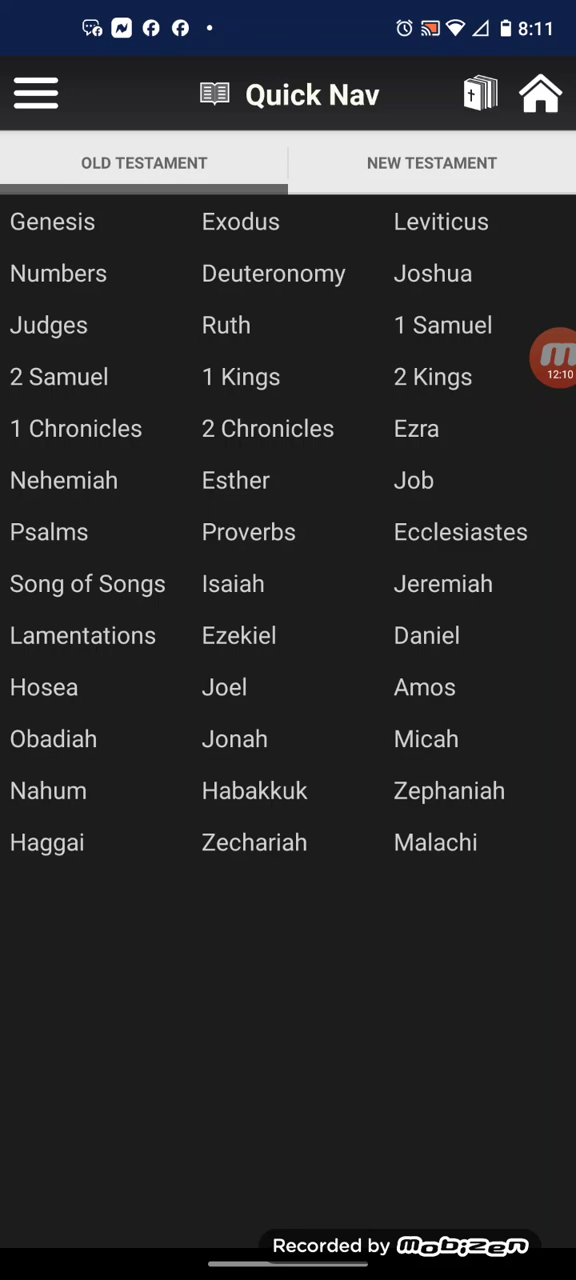 8:11
Quick Nav
OLD TESTAMENT NEW TESTAMENT
Genesis Exodus Leviticus
Numbers Deuteronomy Joshua
Judges Ruth 1 Samuel
2 Samuel 1 Kings 2 Kings
12:10
1 Chronicles 2 Chronicles Ezra
Nehemiah Esther Job
Psalms Proverbs Ecclesiastes
Song of Songs Isaiah Jeremiah
Lamentations Ezekiel Daniel
Hosea Joel Amos
Obadiah Jonah Micah
Nahum Habakkuk Zephaniah
Haggai Zechariah Malachi
Recorded by mobizen